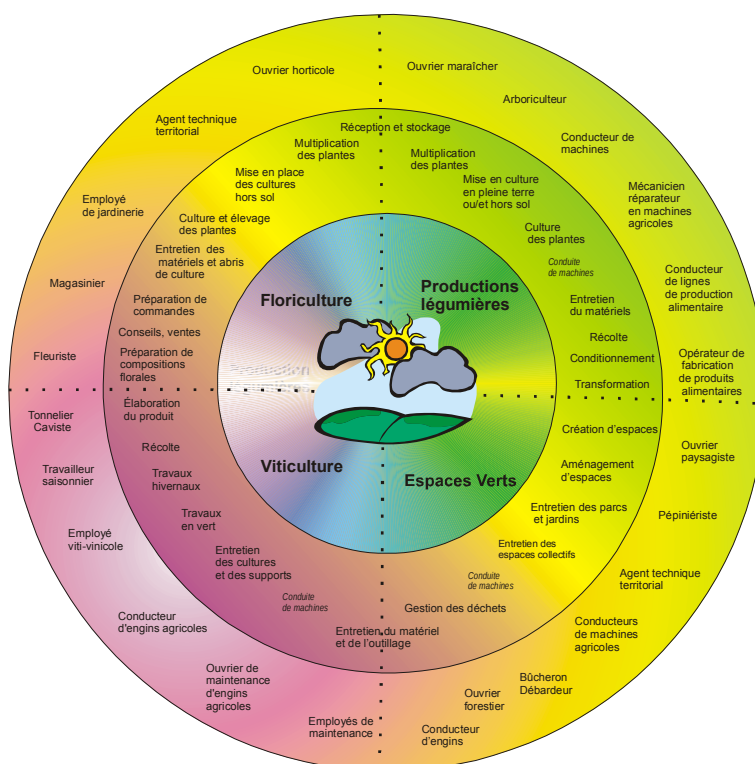 Ouvrier horticole
Agent technique
territorial
Employé
de jardinerie
Magasinier
Fleuriste
Ouvrier maraîcher
Arboriculteur
Conducteur de
machines
Mécanicien
réparateur
en machines
agricoles
Conducteur
de lignes
de production
alimentaire
Opérateur de
fabrication
de produits
alimentaires
Réception et stockage
Multiplication
des plantes
Mise en place
des cultures
hors sol
Culture et élevage
des plantes
Entretien des
matériels et abris
de culture
Préparation de
commandes
Conseils, ventes
Préparation de
compositions
florales
Multiplication
des plantes
Mise en culture
en pleine terre
ou/et hors sol
Culture
des plantes
Conduite
de machines
Entretien
du matériels
Récolte
Conditionnement
Transformation
Floriculture
Productions
légumières
Viticulture
Espaces Verts
Élaboration
du produit
Récolte
Travaux
hivernaux
Travaux
en vert
Entretien
des cultures
et des supports
Conduite
de machines
Entretien du matériel
et de l'outillage
Création d'espaces
Aménagement
d'espaces
Entretien des parcs
et jardins
Entretien des
espaces collectifs
Conduite
de machines
Gestion des déchets
Tonnelier
Caviste
Travailleur
saisonnier
Employé
viti-vinicole
Conducteur
d'engins agricoles
Ouvrier de
maintenance
d'engins
agricoles
Employés de
maintenance
Ouvrier
paysagiste
Pépiniériste
Agent technique
territorial
Conducteurs
de machines
agricoles
Bûcheron
Débardeur
Ouvrier
forestier
Conducteur
d'engins